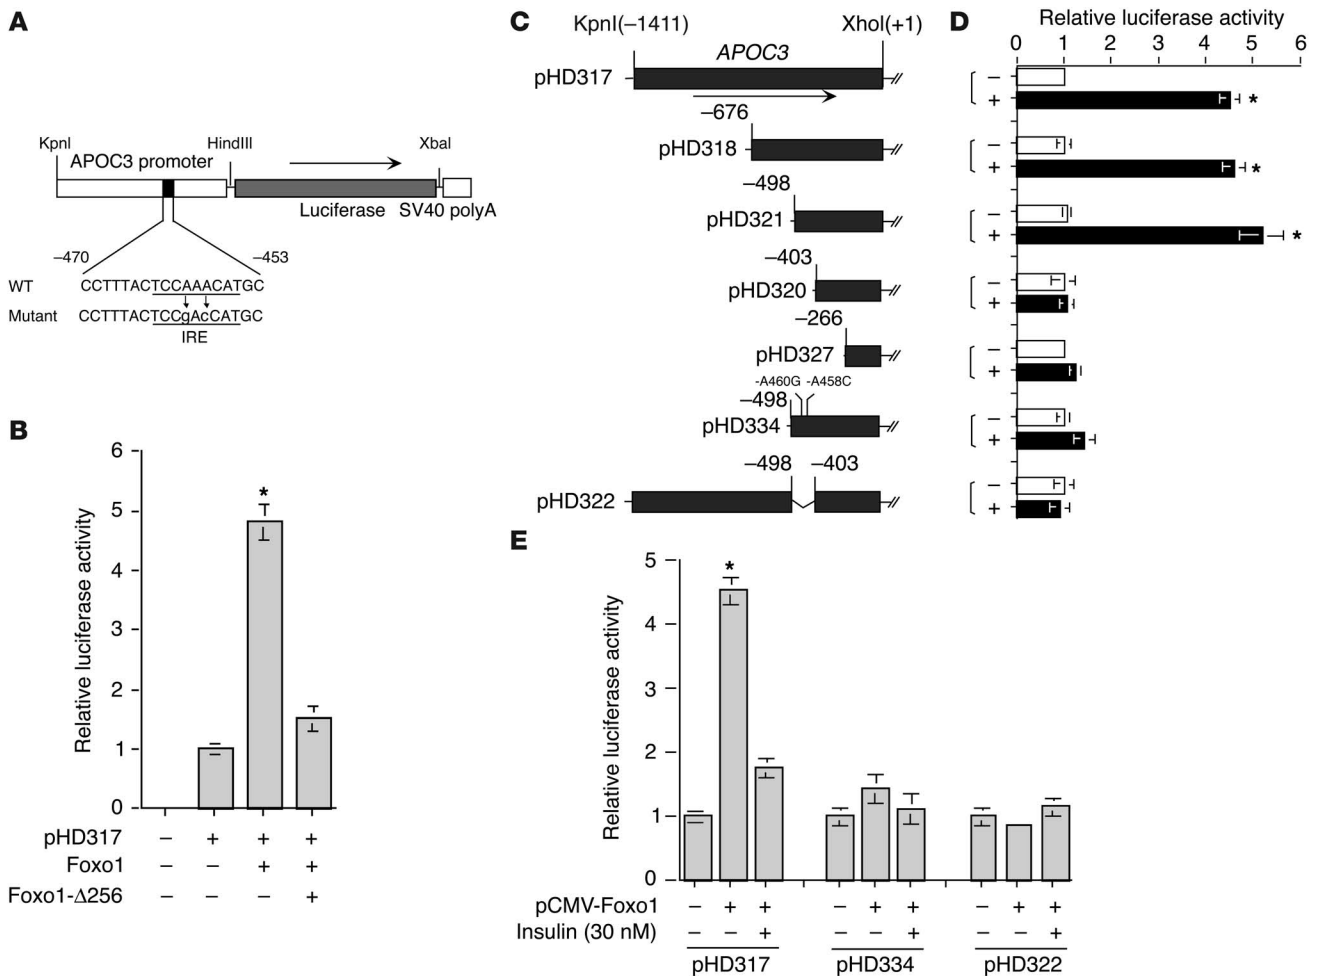 A
KpnI
HindIII
XbaI
APOC3 promoter
Luciferase
SV40 polyA
−470
−453
WT
CCTTTACTCCAAACATGC
Mutant
CCTTTACTCCgAcCATGC
IRE
B
Relative luciferase activity
6
5
4
3
2
1
0
*
pHD317 − + + +
Foxo1 − − + +
Foxo1-Δ256 − − − +
C
KpnI(−1411)
XhoI(+1)
APOC3
pHD317
−676
pHD318
−498
pHD321
−403
pHD320
−266
pHD327
-A460G
-A458C
−498
pHD334
−498
−403
pHD322
D
Relative luciferase activity
0 1 2 3 4 5 6
−
+ *
−
+ *
−
+ *
−
+
−
+
−
+
−
+
E
Relative luciferase activity
5
4
3
2
1
0
*
pCMV-Foxo1 − + + − + + − + +
Insulin (30 nM) − − + − − + − − +
pHD317
pHD334
pHD322